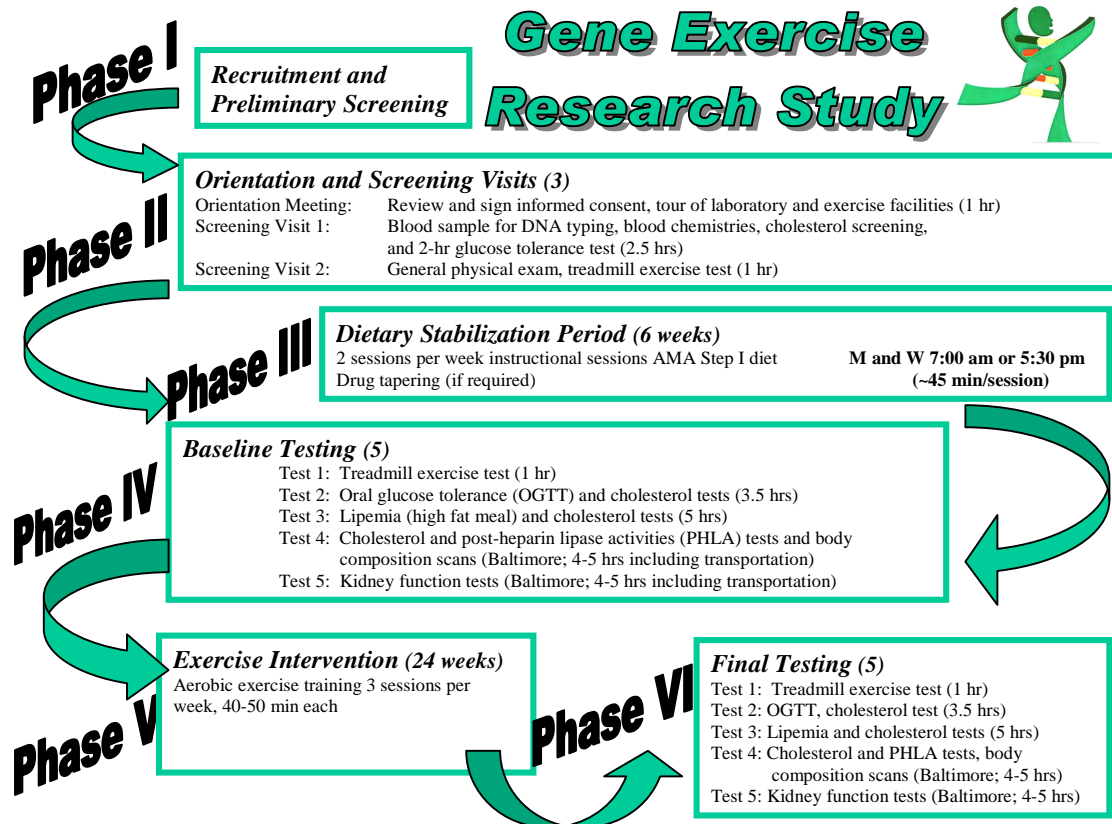 Gene Exercise
Research Study
Phase I
Recruitment and
Preliminary Screening
Phase II
Orientation and Screening Visits (3)
Orientation Meeting: Review and sign informed consent, tour of laboratory and exercise facilities (1 hr)
Screening Visit 1: Blood sample for DNA typing, blood chemistries, cholesterol screening,
and 2-hr glucose tolerance test (2.5 hrs)
Screening Visit 2: General physical exam, treadmill exercise test (1 hr)
Phase III
Dietary Stabilization Period (6 weeks)
2 sessions per week instructional sessions AMA Step I diet M and W 7:00 am or 5:30 pm
Drug tapering (if required) (~45 min/session)
Phase IV
Baseline Testing (5)
Test 1: Treadmill exercise test (1 hr)
Test 2: Oral glucose tolerance (OGTT) and cholesterol tests (3.5 hrs)
Test 3: Lipemia (high fat meal) and cholesterol tests (5 hrs)
Test 4: Cholesterol and post-heparin lipase activities (PHLA) tests and body
composition scans (Baltimore; 4-5 hrs including transportation)
Test 5: Kidney function tests (Baltimore; 4-5 hrs including transportation)
Phase V
Exercise Intervention (24 weeks)
Aerobic exercise training 3 sessions per
week, 40-50 min each
Phase VI
Final Testing (5)
Test 1: Treadmill exercise test (1 hr)
Test 2: OGTT, cholesterol test (3.5 hrs)
Test 3: Lipemia and cholesterol tests (5 hrs)
Test 4: Cholesterol and PHLA tests, body
composition scans (Baltimore; 4-5 hrs)
Test 5: Kidney function tests (Baltimore; 4-5 hrs)